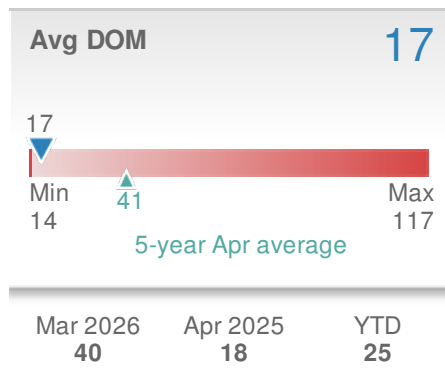 Avg DOM 17
17
Min Max
14 41 117
5-year Apr average
Mar 2026 Apr 2025 YTD
40 18 25